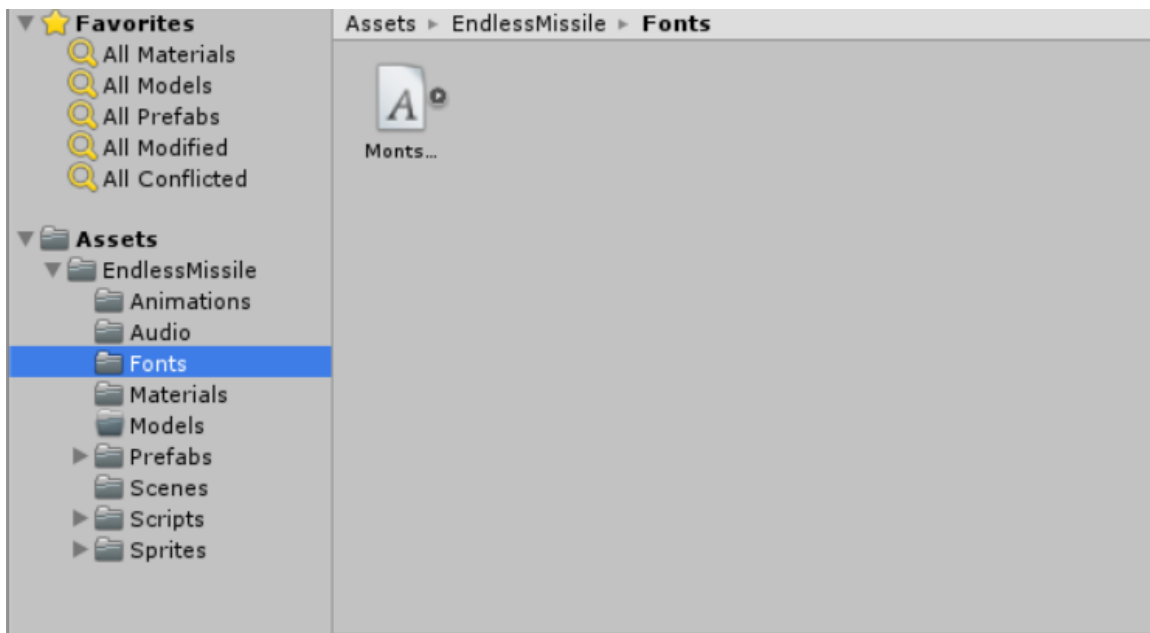 Favorites
All Materials
All Models
All Prefabs
All Modified
All Conflicted
Assets
EndlessMissile
Animations
Audio
Fonts
Materials
Models
Prefabs
Scenes
Scripts
Sprites
Assets ▸ EndlessMissile ▸ Fonts
A
Monts...